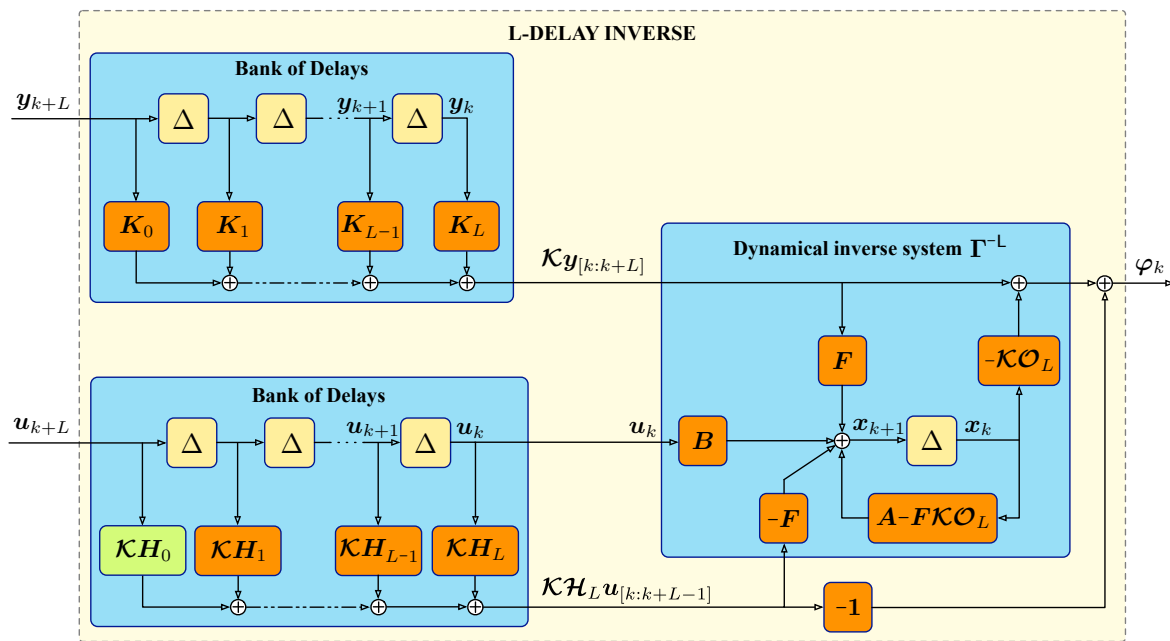 L-DELAY INVERSE
Bank of Delays
y_{k+L}
Δ
Δ
· · ·
y_{k+1}
Δ
y_k
K_0
K_1
K_{L−1}
K_L
𝒦y_{[k:k+L]}
Dynamical inverse system Γ^{-L}
φ_k
F
-𝒦𝒪_L
Bank of Delays
u_{k+L}
Δ
Δ
· · ·
u_{k+1}
Δ
u_k
u_k
B
x_{k+1}
Δ
x_k
-F
A-F𝒦𝒪_L
𝒦H_0
𝒦H_1
𝒦H_{L−1}
𝒦H_L
𝒦ℋ_L u_{[k:k+L−1]}
-1